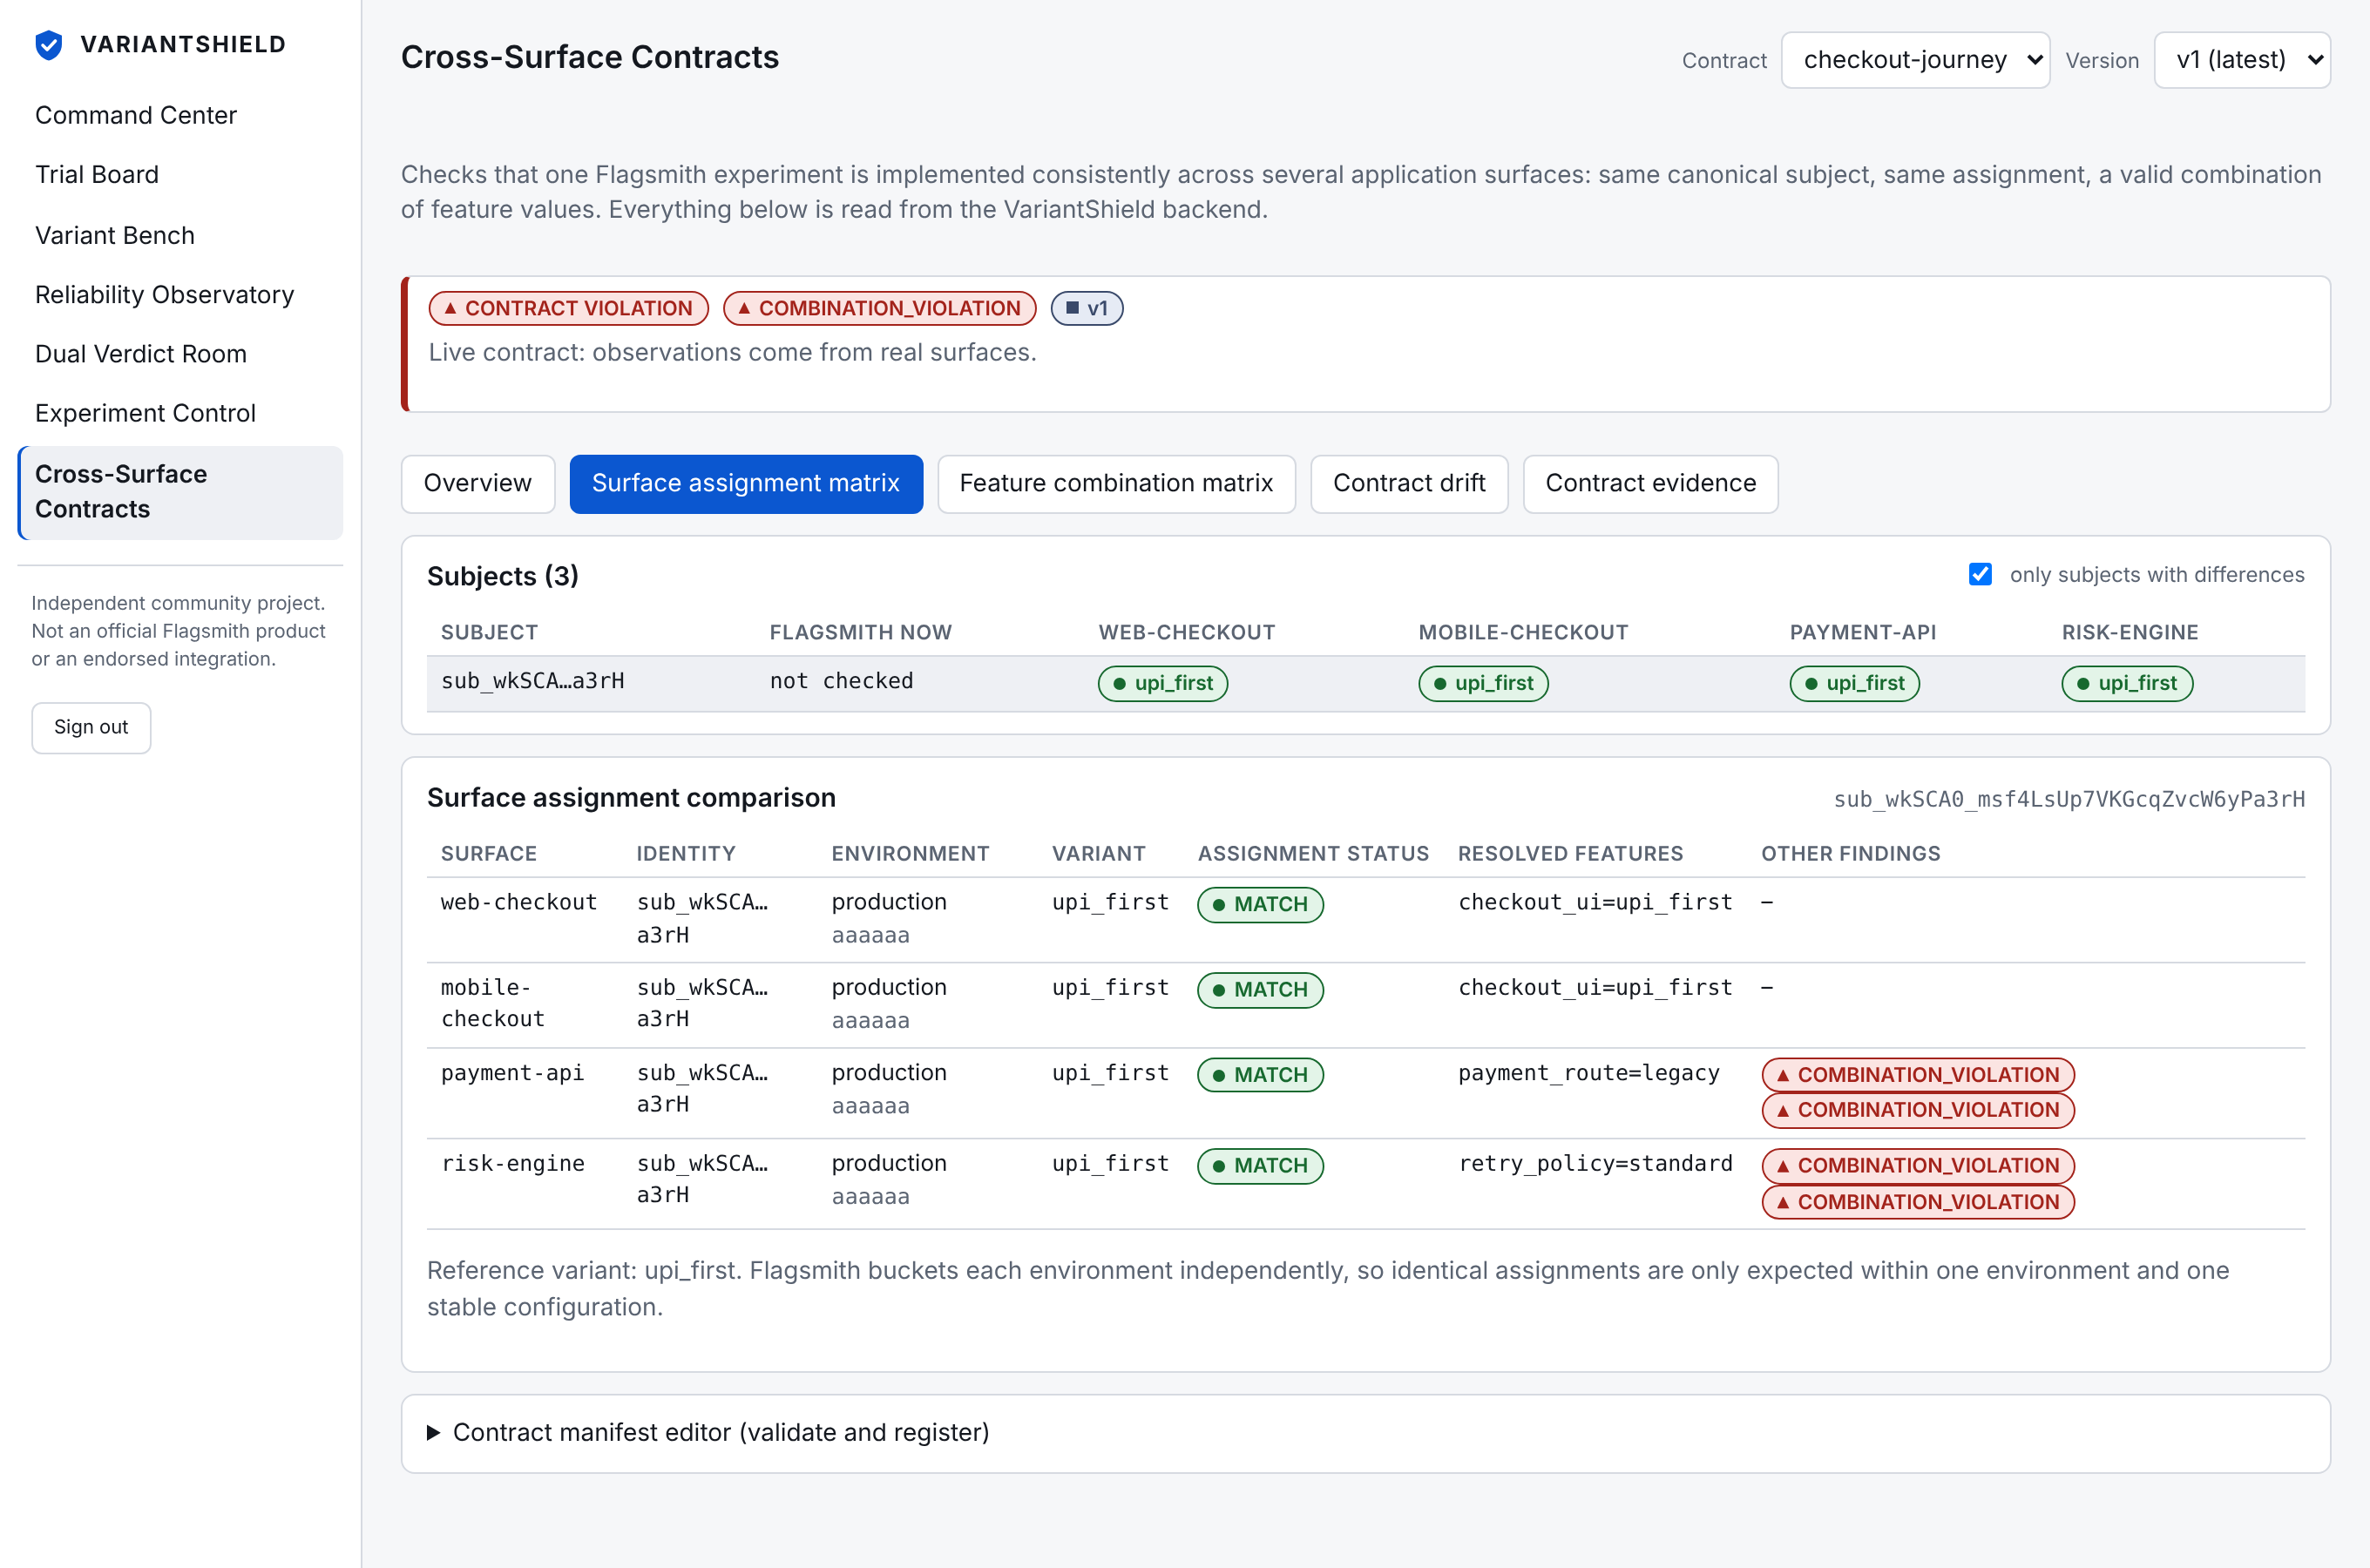 VARIANTSHIELD
Command Center
Trial Board
Variant Bench
Reliability Observatory
Dual Verdict Room
Experiment Control
Cross-Surface
Contracts
Independent community project.
Not an official Flagsmith product
or an endorsed integration.
Sign out
Cross-Surface Contracts
Contract checkout-journey Version v1 (latest)
Checks that one Flagsmith experiment is implemented consistently across several application surfaces: same canonical subject, same assignment, a valid combination
of feature values. Everything below is read from the VariantShield backend.
▲ CONTRACT VIOLATION ▲ COMBINATION_VIOLATION ■ v1
Live contract: observations come from real surfaces.
Overview Surface assignment matrix Feature combination matrix Contract drift Contract evidence
Subjects (3) only subjects with differences
SUBJECT FLAGSMITH NOW WEB-CHECKOUT MOBILE-CHECKOUT PAYMENT-API RISK-ENGINE
sub_wkSCA…a3rH not checked ● upi_first ● upi_first ● upi_first ● upi_first
Surface assignment comparison sub_wkSCA0_msf4LsUp7VKGcqZvcW6yPa3rH
SURFACE IDENTITY ENVIRONMENT VARIANT ASSIGNMENT STATUS RESOLVED FEATURES OTHER FINDINGS
web-checkout sub_wkSCA… production upi_first ● MATCH checkout_ui=upi_first –
a3rH aaaaaa
mobile- sub_wkSCA… production upi_first ● MATCH checkout_ui=upi_first –
checkout a3rH aaaaaa
payment-api sub_wkSCA… production upi_first ● MATCH payment_route=legacy ▲ COMBINATION_VIOLATION
a3rH aaaaaa ▲ COMBINATION_VIOLATION
risk-engine sub_wkSCA… production upi_first ● MATCH retry_policy=standard ▲ COMBINATION_VIOLATION
a3rH aaaaaa ▲ COMBINATION_VIOLATION
Reference variant: upi_first. Flagsmith buckets each environment independently, so identical assignments are only expected within one environment and one
stable configuration.
▶ Contract manifest editor (validate and register)